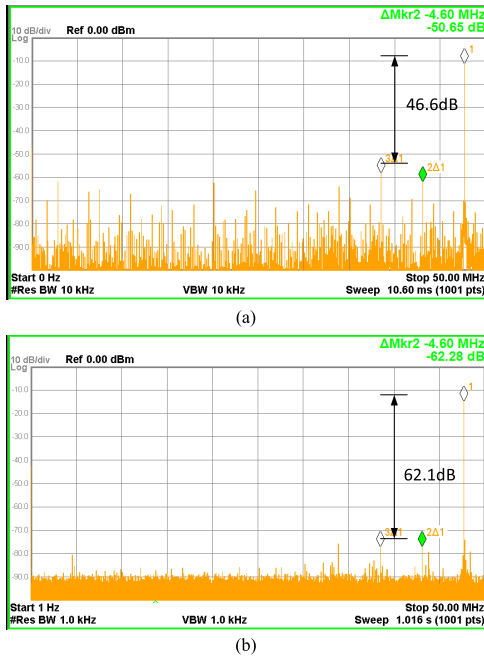 ΔMkr2 -4.60 MHz
10 dB/div Ref 0.00 dBm -50.65 dB
Log
1
-10.0
-20.0
46.6dB
-30.0
-40.0
-50.0
3Δ1
2Δ1
-60.0
-70.0
-80.0
-90.0
Start 0 Hz Stop 50.00 MHz
#Res BW 10 kHz VBW 10 kHz Sweep 10.60 ms (1001 pts)
(a)
ΔMkr2 -4.60 MHz
10 dB/div Ref 0.00 dBm -62.28 dB
Log
1
-10.0
-20.0
-30.0
-40.0
62.1dB
-50.0
-60.0
-70.0
3Δ1 2Δ1
-80.0
-90.0
Start 1 Hz Stop 50.00 MHz
#Res BW 1.0 kHz VBW 1.0 kHz Sweep 1.016 s (1001 pts)
(b)